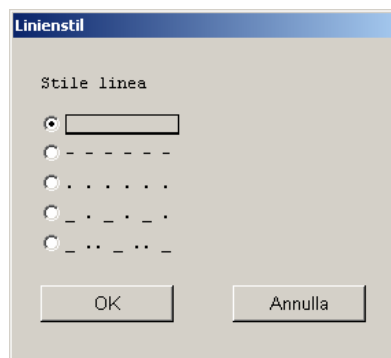 Linienstil
Stile linea
- - - - - -
. . . . . .
_ . _ . _ .
_ .. _ .. _
OK
Annulla